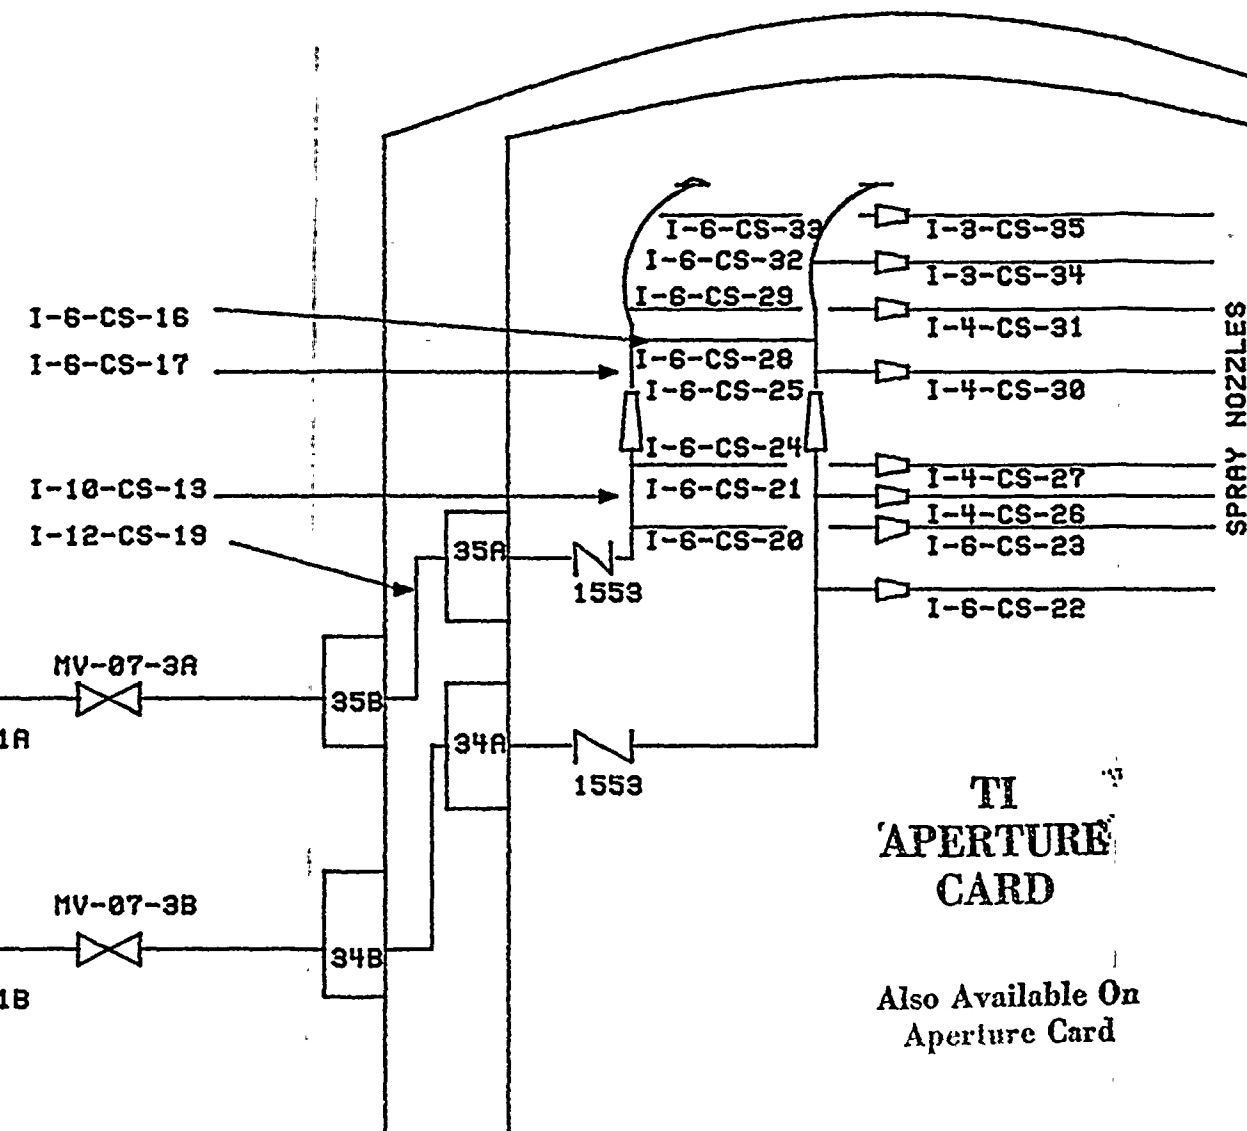 I-6-CS-33
I-3-CS-35
I-6-CS-32
I-3-CS-34
I-6-CS-29
I-6-CS-16
I-4-CS-31
I-6-CS-17
I-6-CS-28
I-6-CS-25
I-4-CS-30
SPRAY NOZZLES
I-6-CS-24
I-4-CS-27
I-10-CS-13
I-6-CS-21
I-4-CS-26
I-12-CS-19
I-6-CS-20
I-6-CS-23
35A
1553
I-6-CS-22
MV-07-3A
35B
1A
34A
1553
TI
APERTURE
CARD
MV-07-3B
34B
1B
Also Available On
Aperture Card